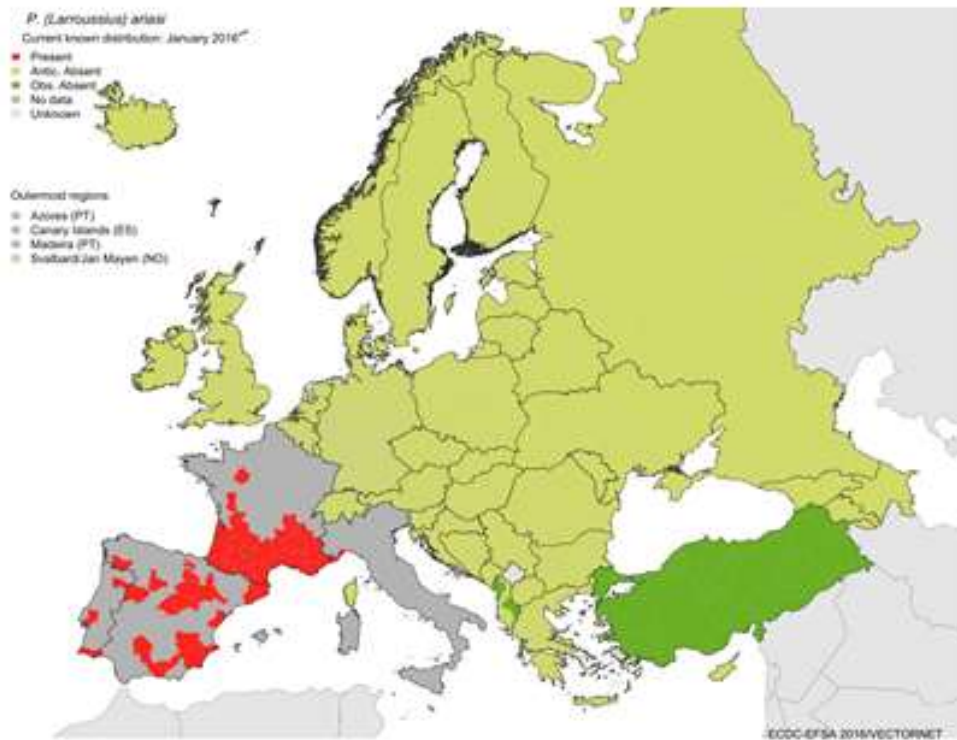 P. (Larroussius) ariasi
Current known distribution: January 2016
Present
Antic. Absent
Obs. Absent
No data
Unknown
Outermost regions
Azores (PT)
Canary Islands (ES)
Madeira (PT)
Svalbard/Jan Mayen (NO)
ECDC-EFSA 2016/VECTORNET